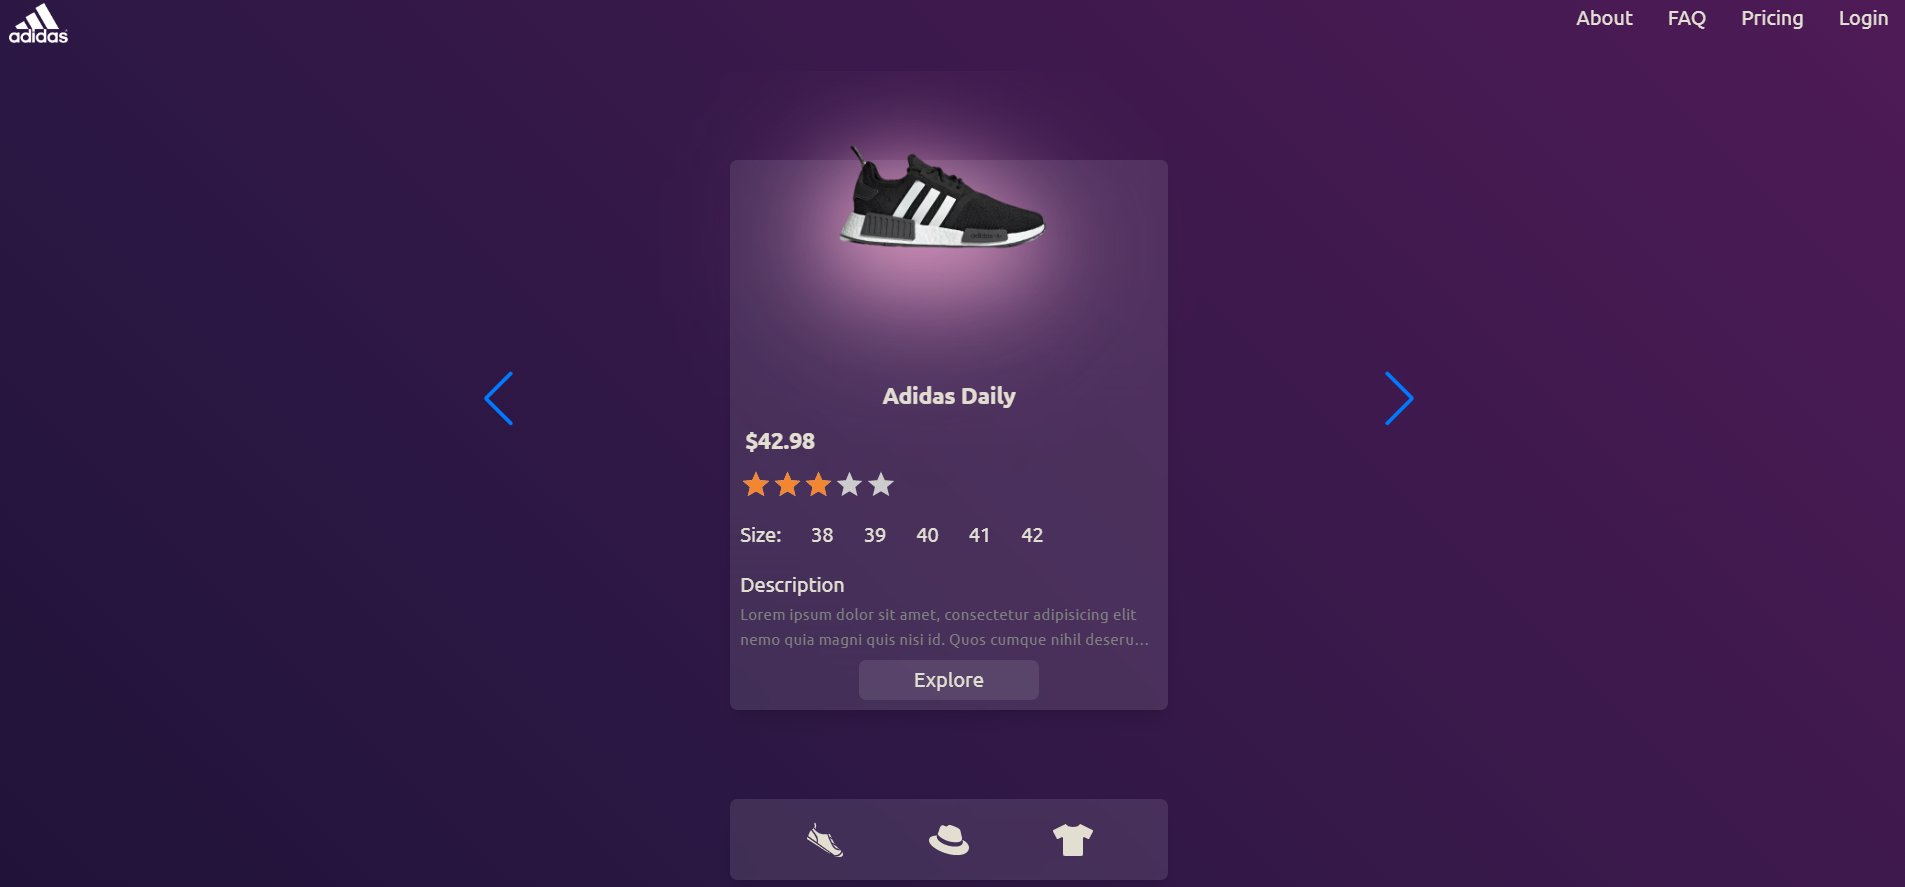 adidas
About FAQ Pricing Login
Adidas Daily
$42.98
Size: 38 39 40 41 42
Description
Lorem ipsum dolor sit amet, consectetur adipisicing elit
nemo quia magni quis nisi id. Quos cumque nihil deseru...
Explore